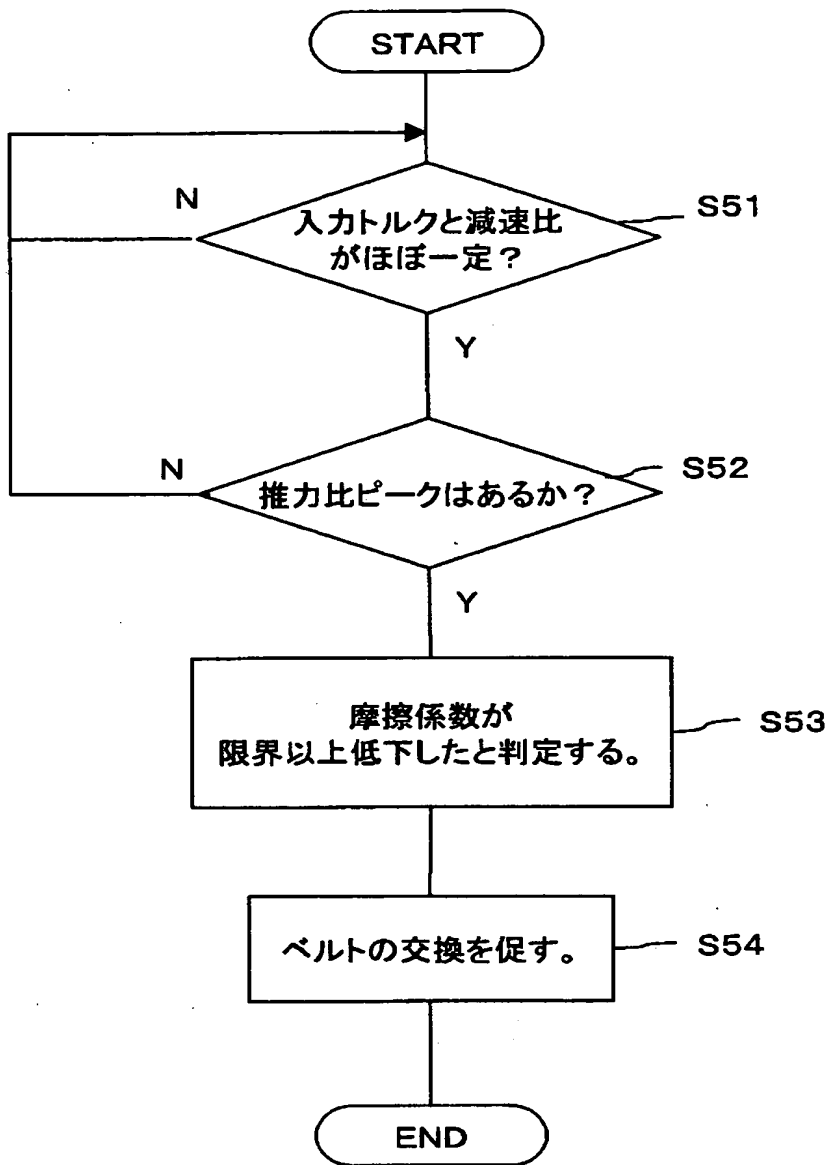 START
N
入力トルクと減速比
がほぼ一定？
S51
Y
N
推力比ピークはあるか？
S52
Y
摩擦係数が
限界以上低下したと判定する。
S53
ベルトの交換を促す。
S54
END